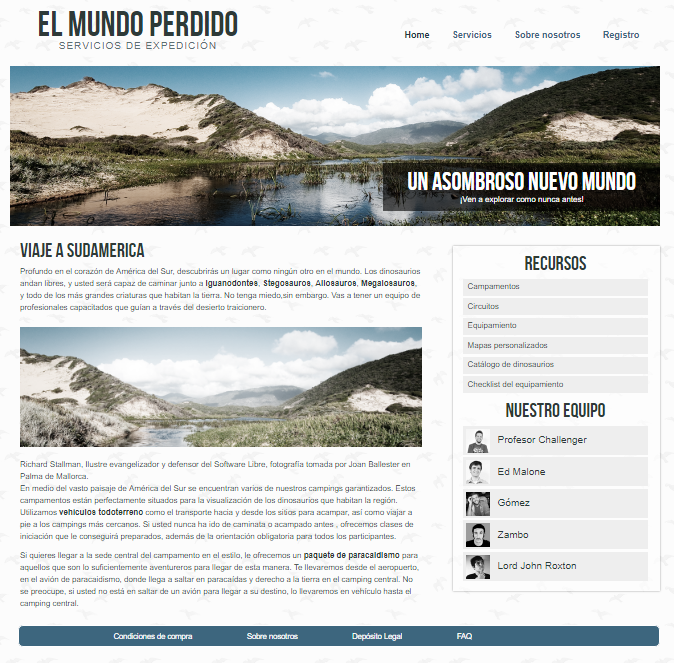 EL MUNDO PERDIDO
SERVICIOS DE EXPEDICIÓN
Home Servicios Sobre nosotros Registro
UN ASOMBROSO NUEVO MUNDO
¡Ven a explorar como nunca antes!
VIAJE A SUDAMERICA
Profundo en el corazón de América del Sur, descubrirás un lugar como ningún otro en el mundo. Los dinosaurios
andan libres, y usted será capaz de caminar junto a Iguanodontes, Stegosauros, Allosauros, Megalosauros,
y todo de los más grandes criaturas que habitan la tierra. No tenga miedo,sin embargo. Vas a tener un equipo de
profesionales capacitados que guían a través del desierto traicionero.
Richard Stallman, Ilustre evangelizador y defensor del Software Libre, fotografía tomada por Joan Ballester en
Palma de Mallorca.
En medio del vasto paisaje de América del Sur se encuentran varios de nuestros campings garantizados. Estos
campamentos están perfectamente situados para la visualización de los dinosaurios que habitan la región.
Utilizamos vehículos todoterreno como el transporte hacia y desde los sitios para acampar, así como viajar a
pie a los campings más cercanos. Si usted nunca ha ido de caminata o acampado antes , ofrecemos clases de
iniciación que le conseguirá preparados, además de la orientación obligatoria para todos los participantes.
Si quieres llegar a la sede central del campamento en el estilo, le ofrecemos un paquete de paracaidismo para
aquellos que son lo suficientemente aventureros para llegar de esta manera. Te llevaremos desde el aeropuerto,
en el avión de paracaidismo, donde llega a saltar en paracaídas y derecho a la tierra en el camping central. No
se preocupe, si usted no está en saltar de un avión para llegar a su destino, lo llevaremos en vehículo hasta el
camping central.
RECURSOS
Campamentos
Circuitos
Equipamiento
Mapas personalizados
Catálogo de dinosaurios
Checklist del equipamiento
NUESTRO EQUIPO
Profesor Challenger
Ed Malone
Gómez
Zambo
Lord John Roxton
Condiciones de compra Sobre nosotros Depósito Legal FAQ